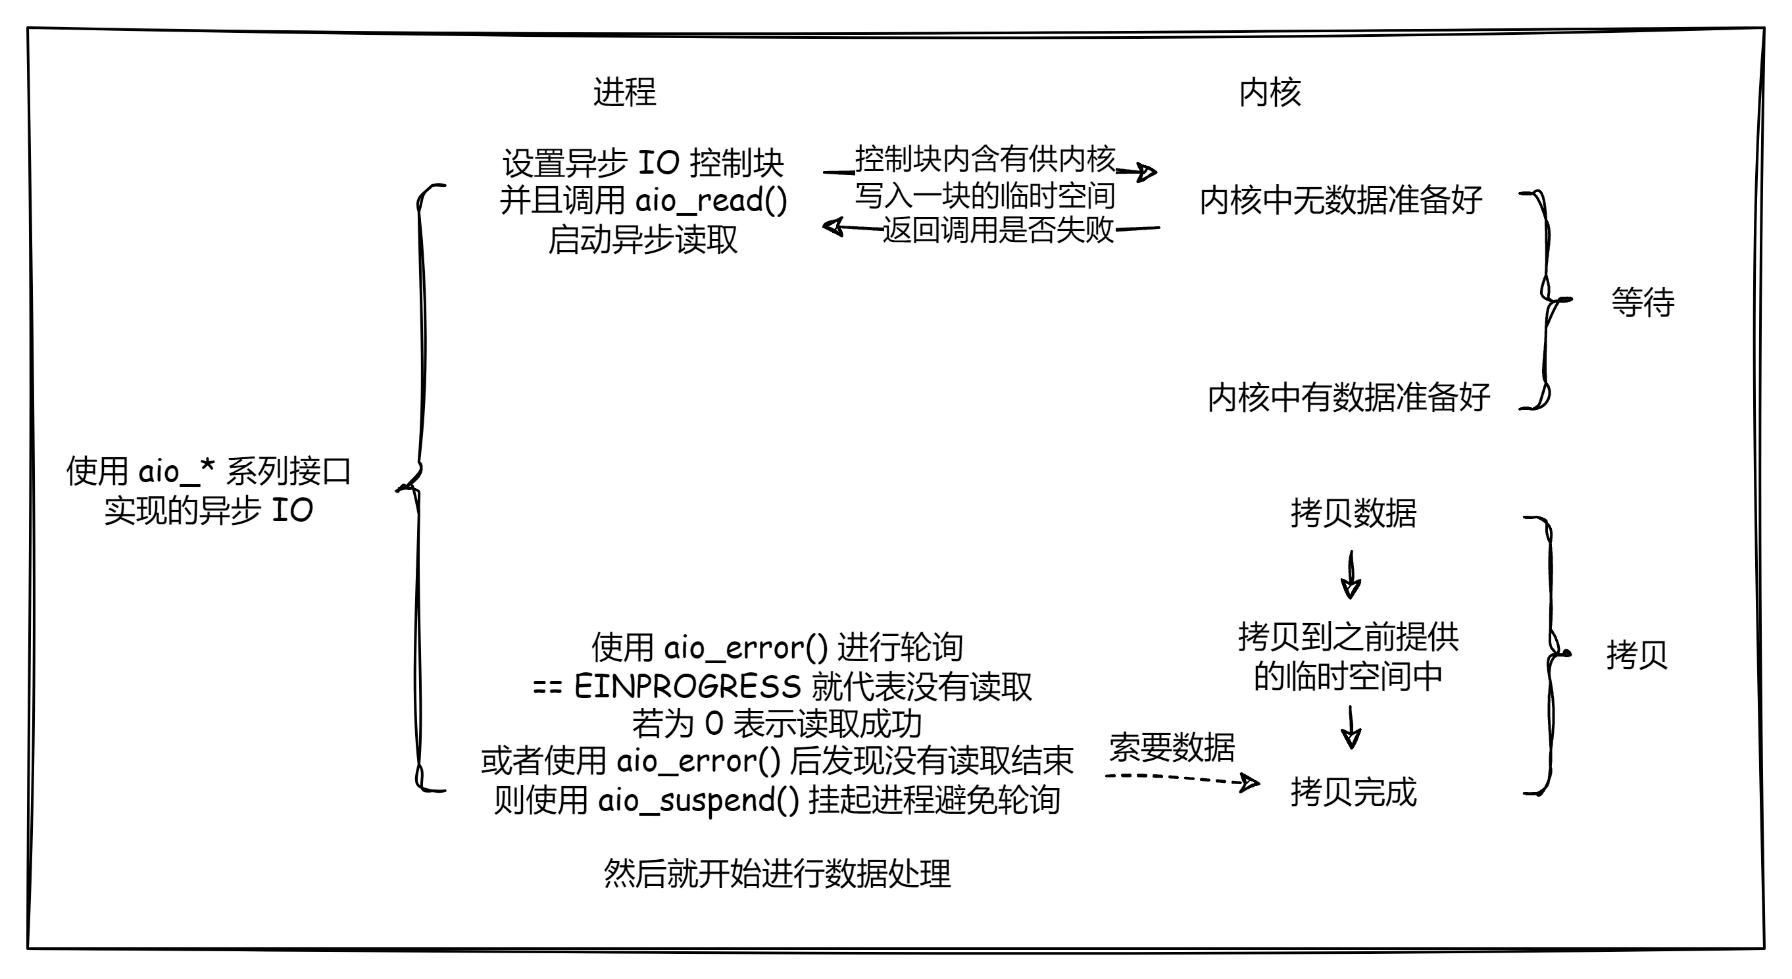 进程
内核
设置异步 IO 控制块
并且调用 aio_read()
启动异步读取
控制块内含有供内核
写入一块的临时空间
返回调用是否失败
内核中无数据准备好
等待
内核中有数据准备好
使用 aio_* 系列接口
实现的异步 IO
拷贝数据
拷贝到之前提供
的临时空间中
拷贝
使用 aio_error() 进行轮询
== EINPROGRESS 就代表没有读取
若为 0 表示读取成功
或者使用 aio_error() 后发现没有读取结束
则使用 aio_suspend() 挂起进程避免轮询
索要数据
拷贝完成
然后就开始进行数据处理